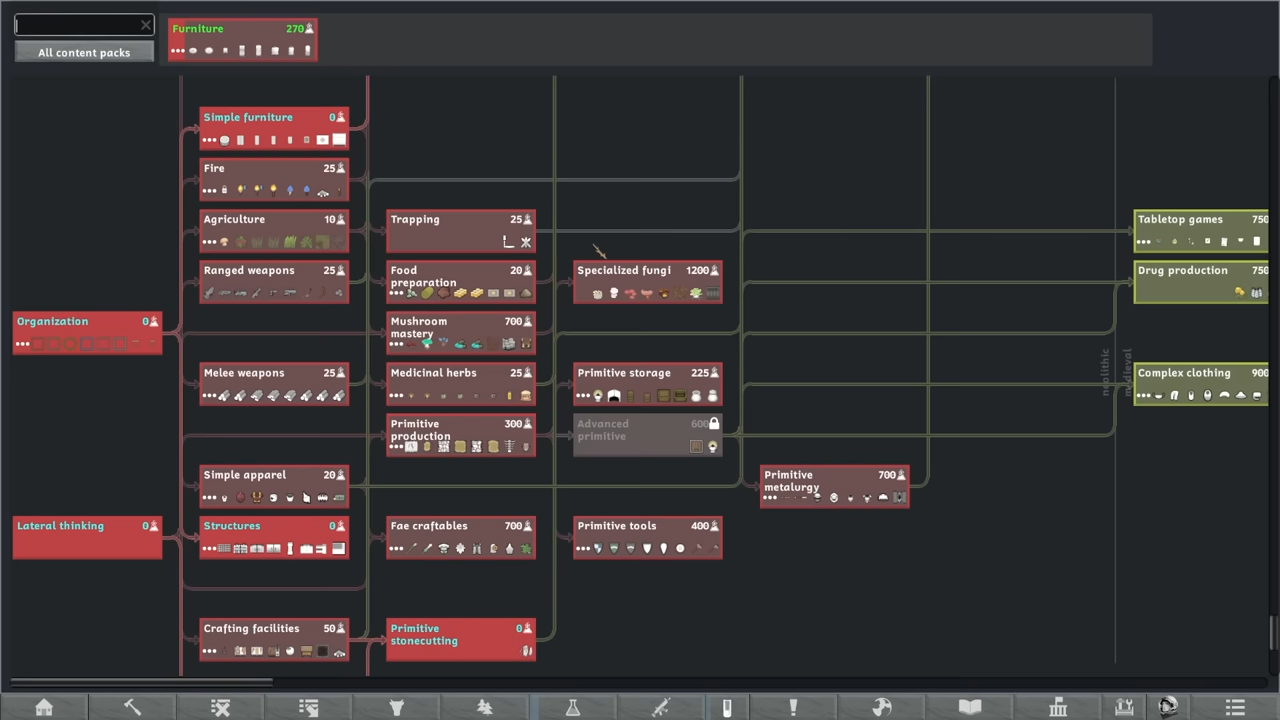 Furniture 270
All content packs
Simple furniture 0
Fire 25
Agriculture 10
Trapping 25
Tabletop games 750
Ranged weapons 25
Food preparation 20
Specialized fungi 1200
Drug production 750
Organization 0
Mushroom mastery 700
Melee weapons 25
Medicinal herbs 25
Primitive storage 225
neolithic
medieval
Complex clothing 900
Primitive production 300
Advanced primitive 600
Simple apparel 20
Primitive metalurgy 700
Lateral thinking 0
Structures 0
Fae craftables 700
Primitive tools 400
Crafting facilities 50
Primitive stonecutting 0